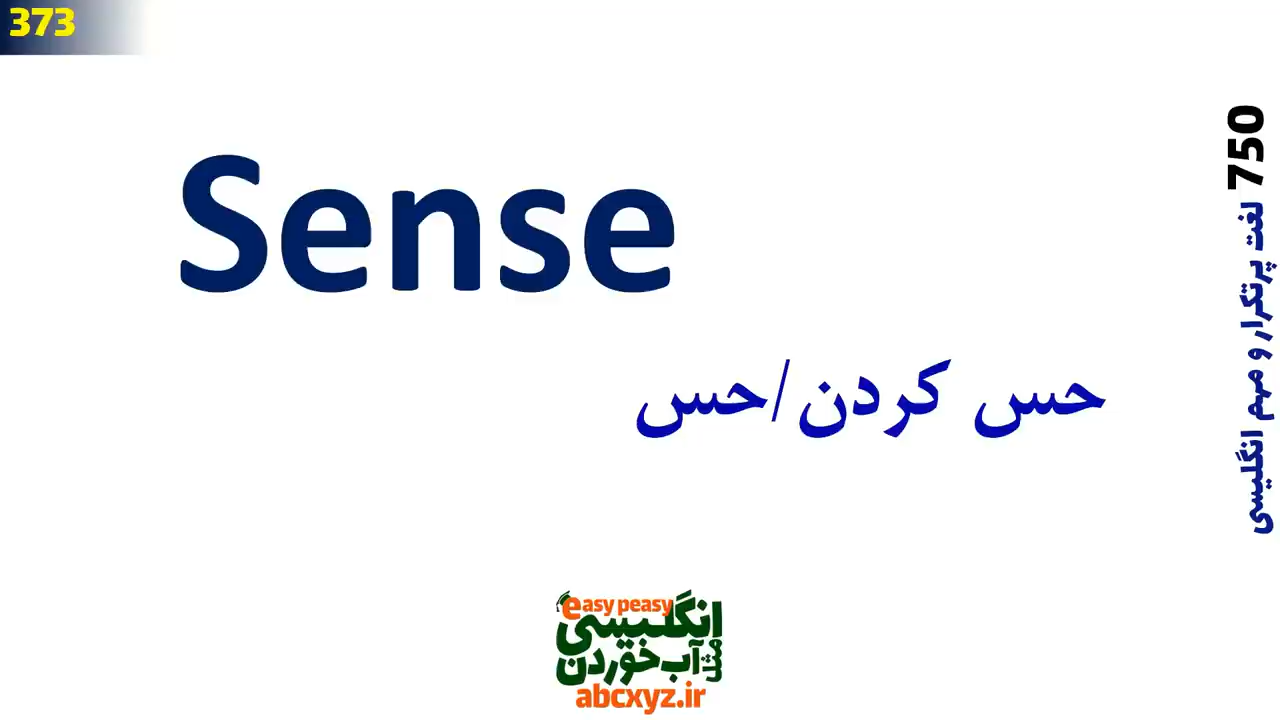 373
Sense
حس کردن/حس
750 لغت پرتکرار و مهم انگلیسی
easy peasy
انگلیسی
مثل آب خوردن
abcxyz.ir